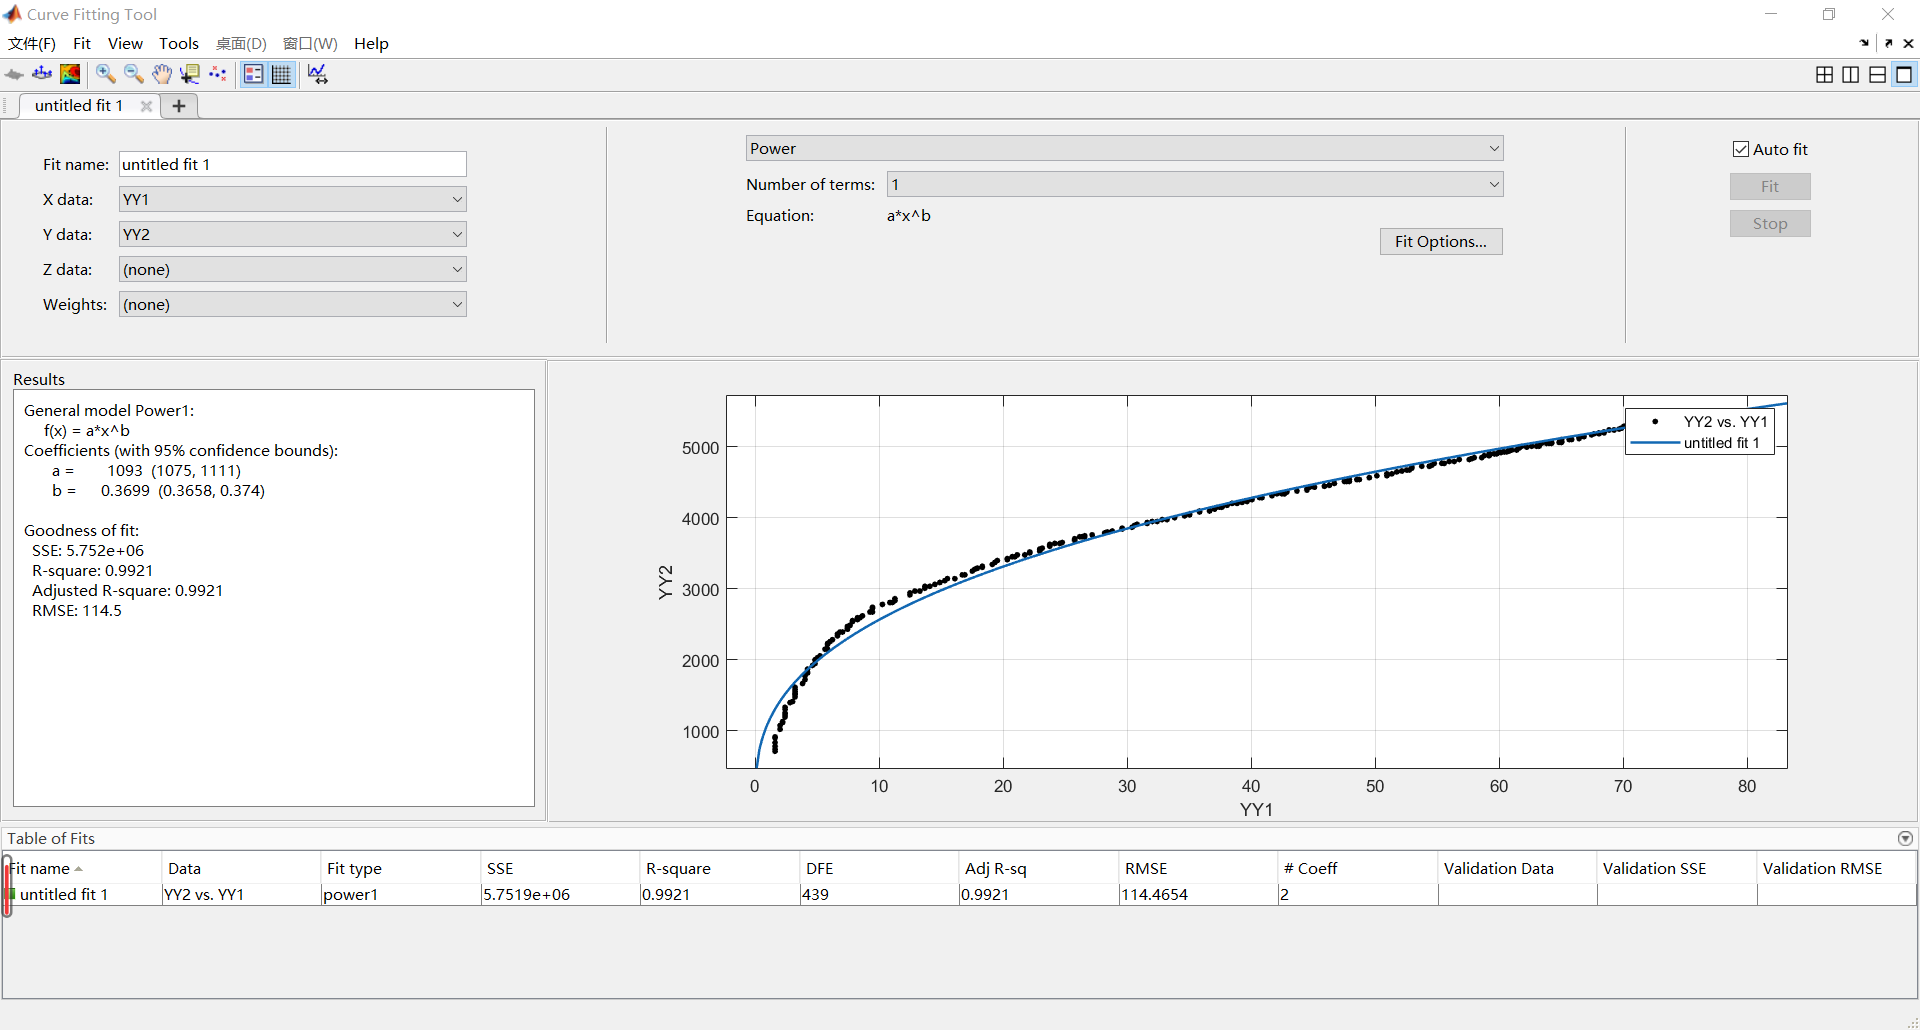 Curve Fitting Tool
文件(F) Fit View Tools 桌面(D) 窗口(W) Help
untitled fit 1
Fit name: untitled fit 1
X data: YY1
Y data: YY2
Z data: (none)
Weights: (none)
Power
Number of terms: 1
Equation: a*x^b
Fit Options...
Auto fit
Fit
Stop
Results
General model Power1:
f(x) = a*x^b
Coefficients (with 95% confidence bounds):
a = 1093 (1075, 1111)
b = 0.3699 (0.3658, 0.374)
Goodness of fit:
SSE: 5.752e+06
R-square: 0.9921
Adjusted R-square: 0.9921
RMSE: 114.5
YY2 vs. YY1
untitled fit 1
5000
4000
3000
2000
1000
YY2
0 10 20 30 40 50 60 70 80
YY1
Table of Fits
Fit name Data Fit type SSE R-square DFE Adj R-sq RMSE # Coeff Validation Data Validation SSE Validation RMSE
untitled fit 1 YY2 vs. YY1 power1 5.7519e+06 0.9921 439 0.9921 114.4654 2